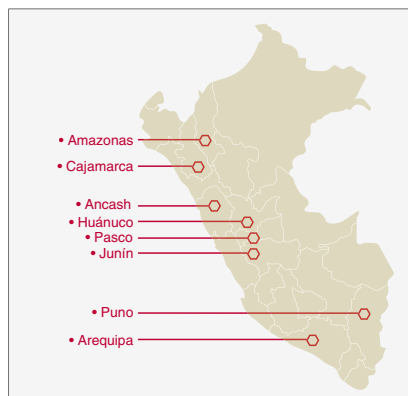 • Amazonas
• Cajamarca
• Ancash
• Huánuco
• Pasco
• Junín
• Puno
• Arequipa